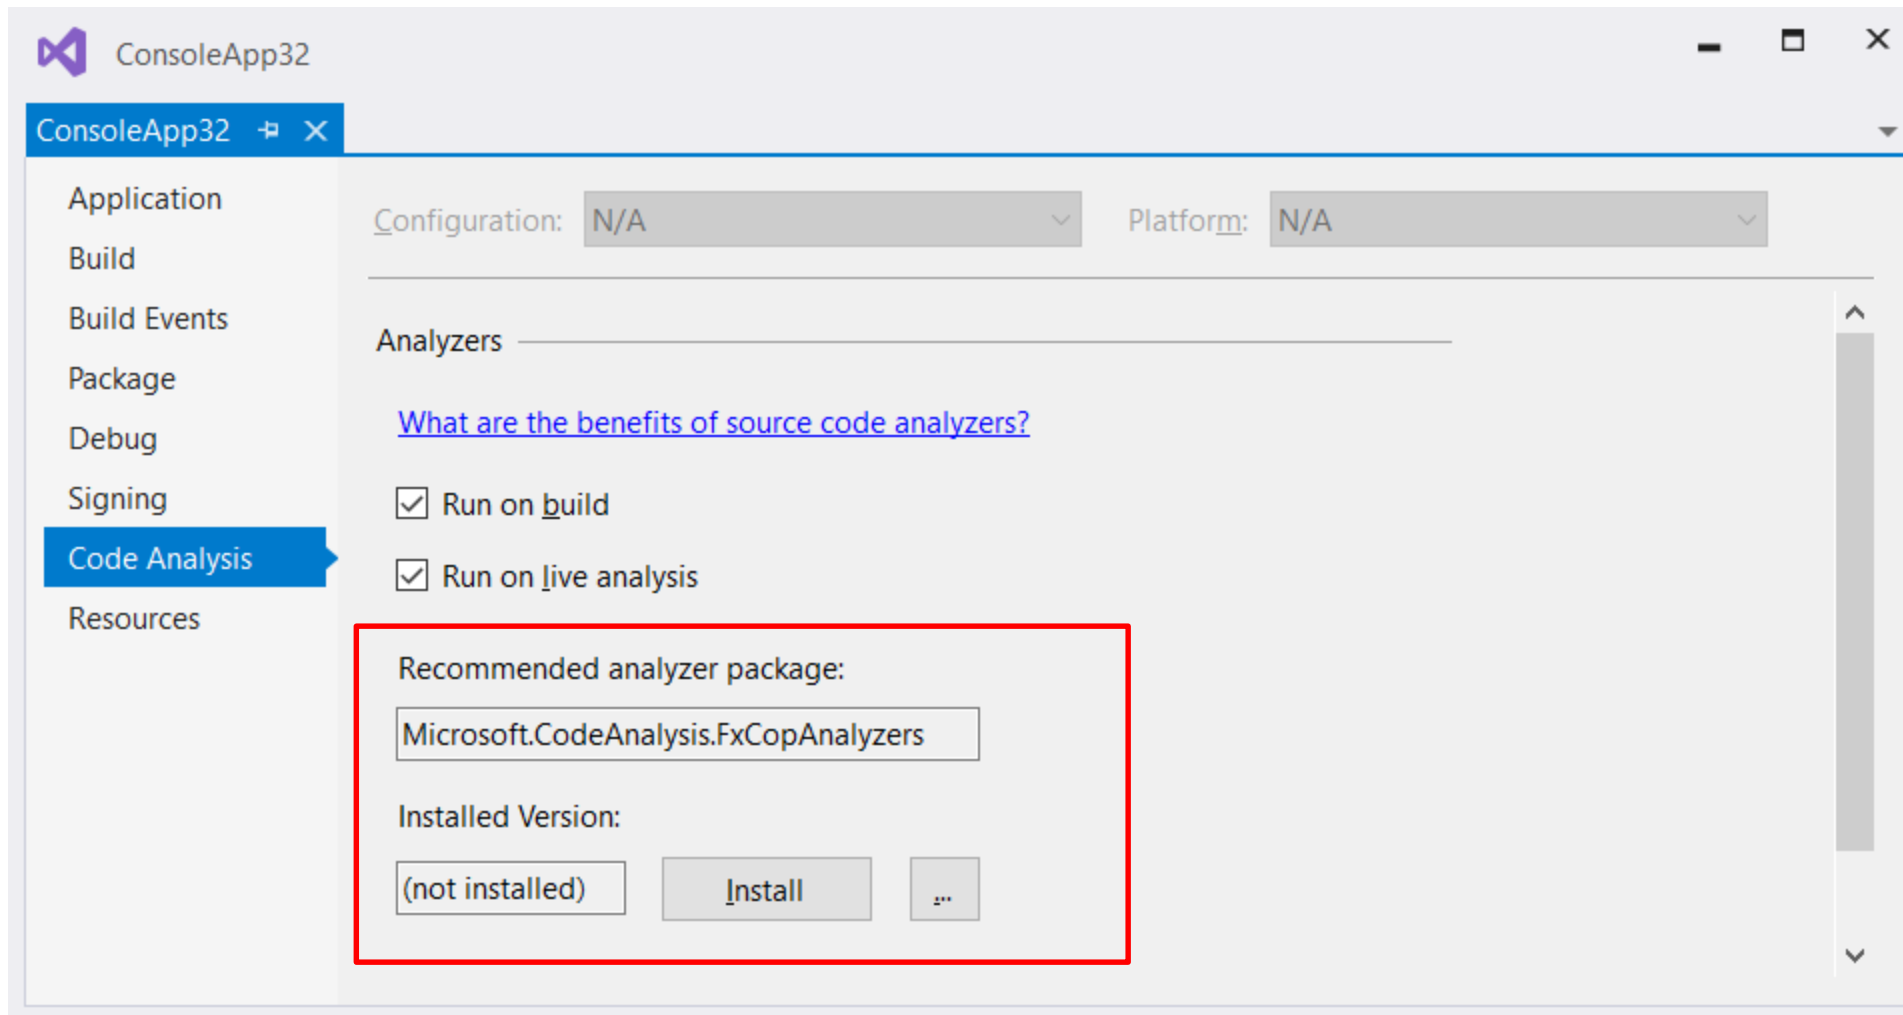 ConsoleApp32
ConsoleApp32
Application
Build
Build Events
Package
Debug
Signing
Code Analysis
Resources
Configuration: N/A Platform: N/A
Analyzers
What are the benefits of source code analyzers?
Run on build
Run on live analysis
Recommended analyzer package:
Microsoft.CodeAnalysis.FxCopAnalyzers
Installed Version:
(not installed) Install ...